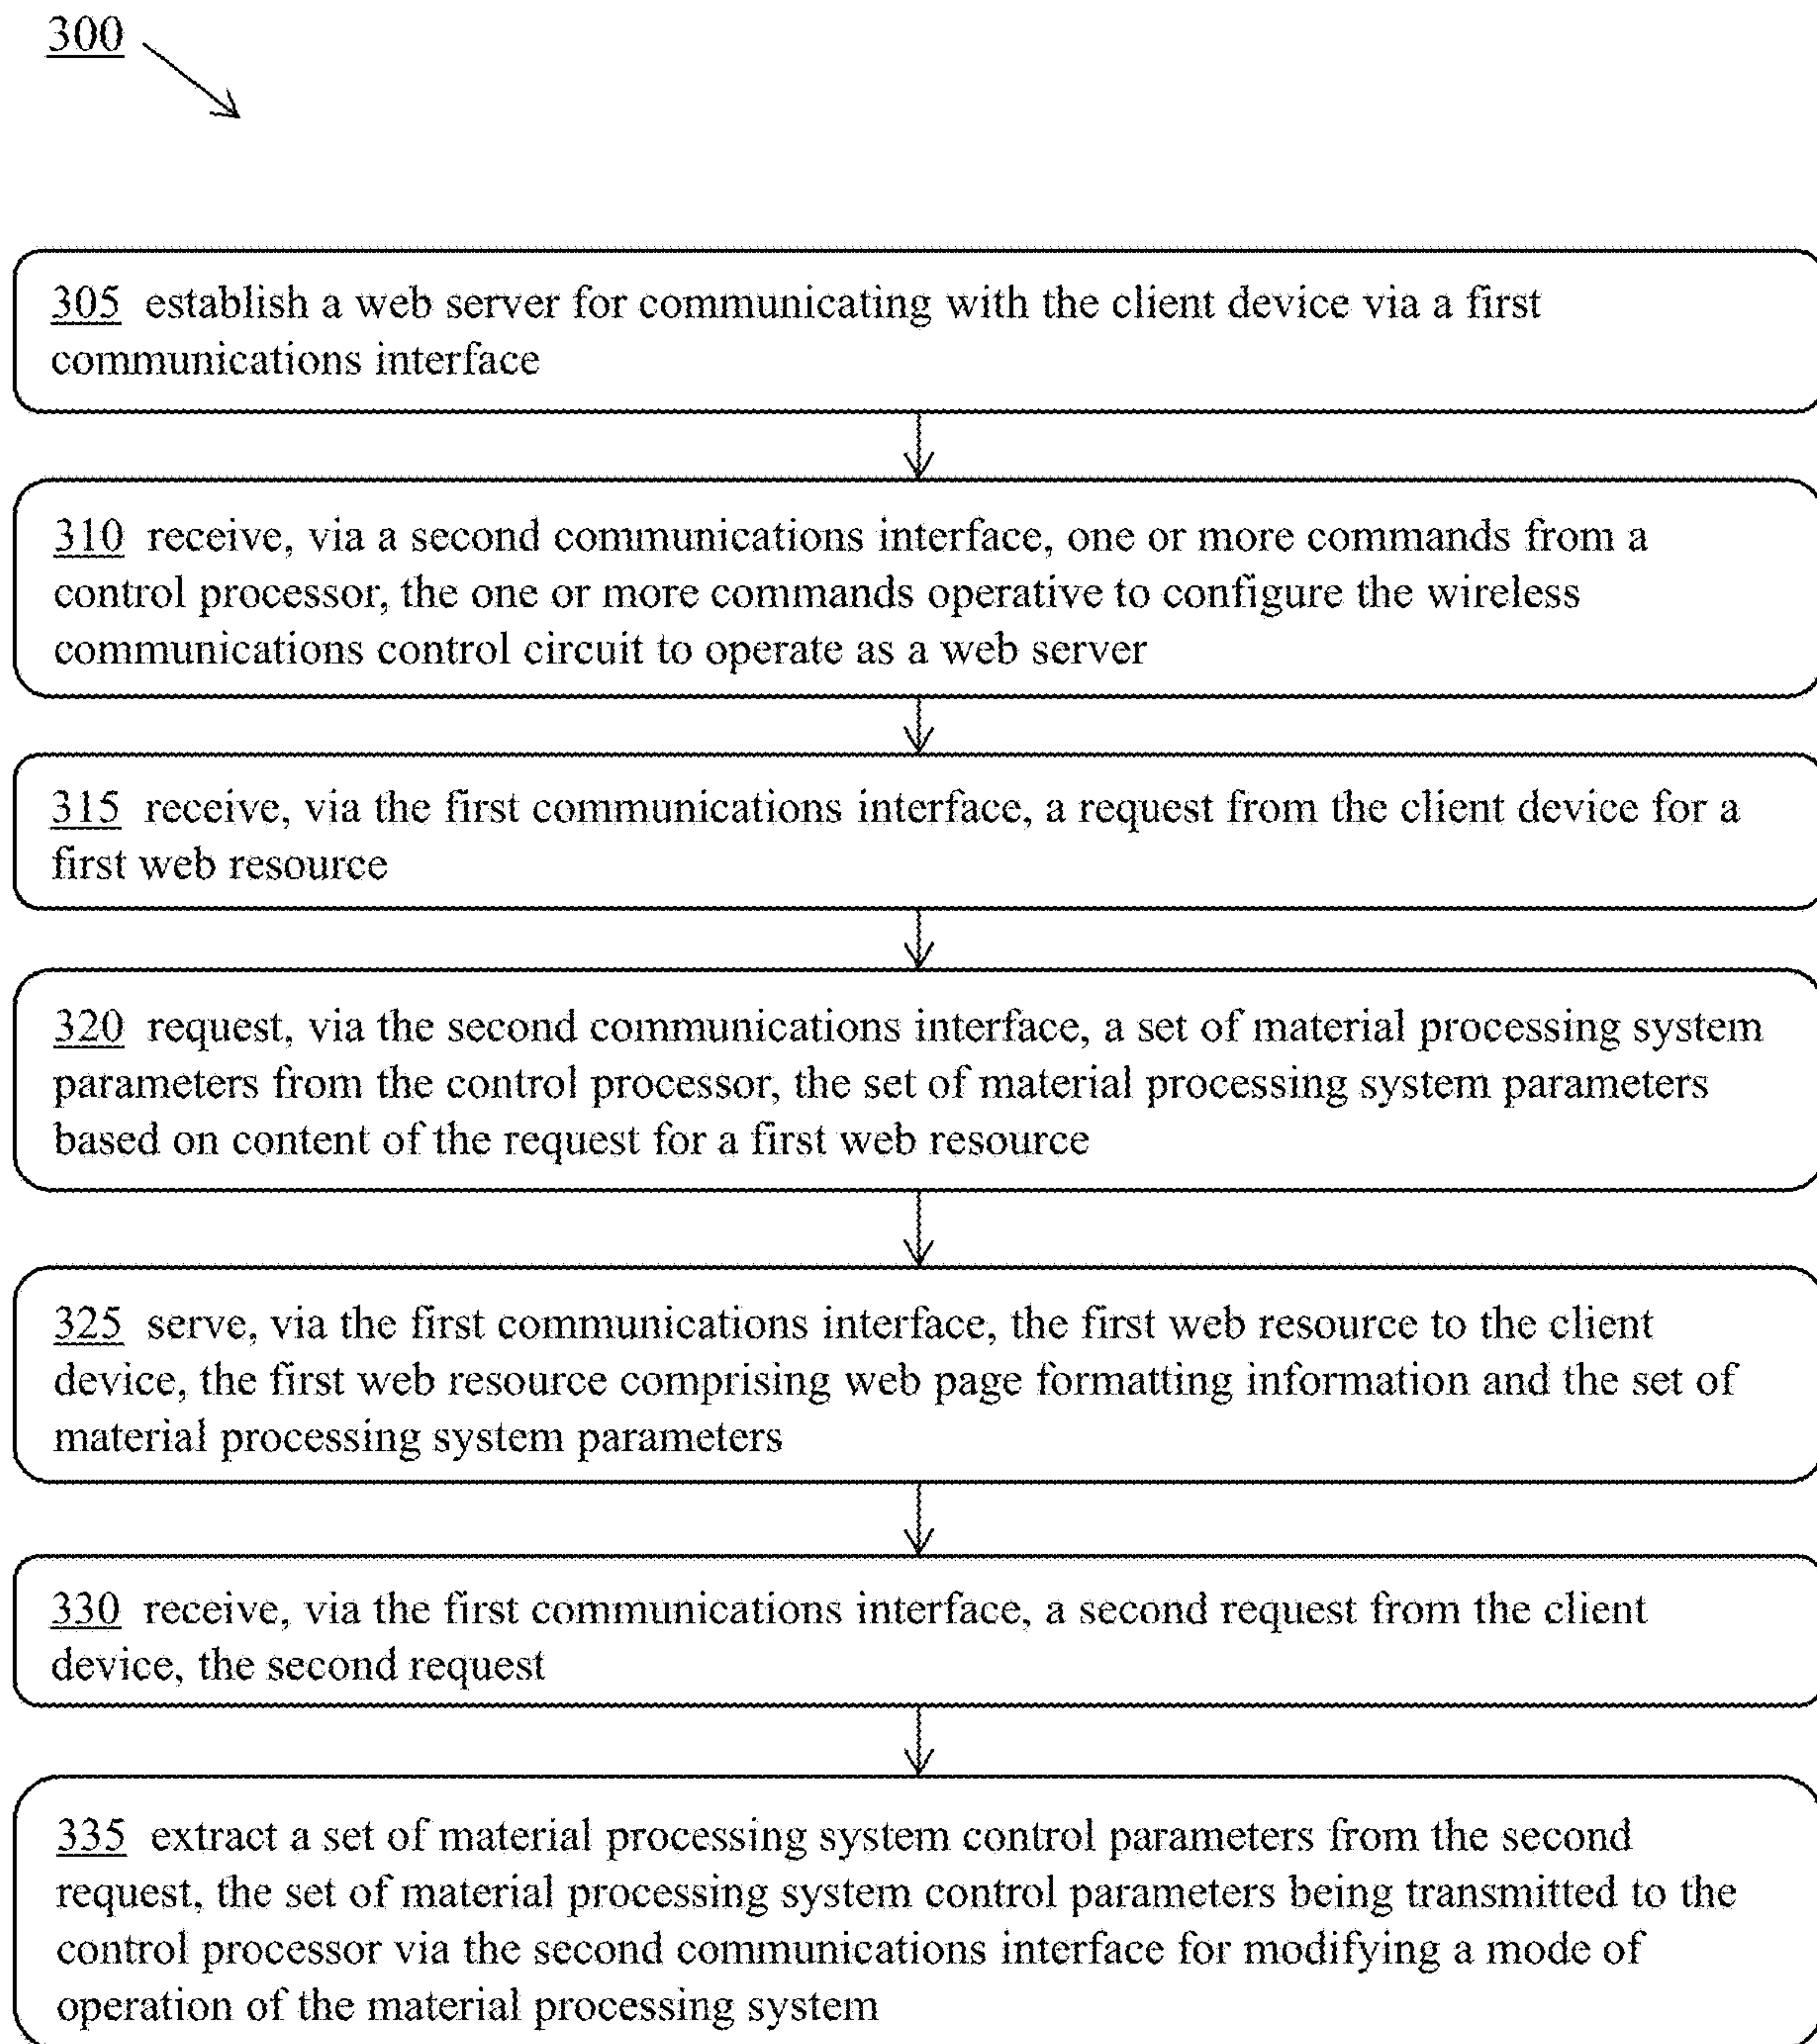 300
305 establish a web server for communicating with the client device via a first
communications interface
310 receive, via a second communications interface, one or more commands from a
control processor, the one or more commands operative to configure the wireless
communications control circuit to operate as a web server
315 receive, via the first communications interface, a request from the client device for a
first web resource
320 request, via the second communications interface, a set of material processing system
parameters from the control processor, the set of material processing system parameters
based on content of the request for a first web resource
325 serve, via the first communications interface, the first web resource to the client
device, the first web resource comprising web page formatting information and the set of
material processing system parameters
330 receive, via the first communications interface, a second request from the client
device, the second request
335 extract a set of material processing system control parameters from the second
request, the set of material processing system control parameters being transmitted to the
control processor via the second communications interface for modifying a mode of
operation of the material processing system